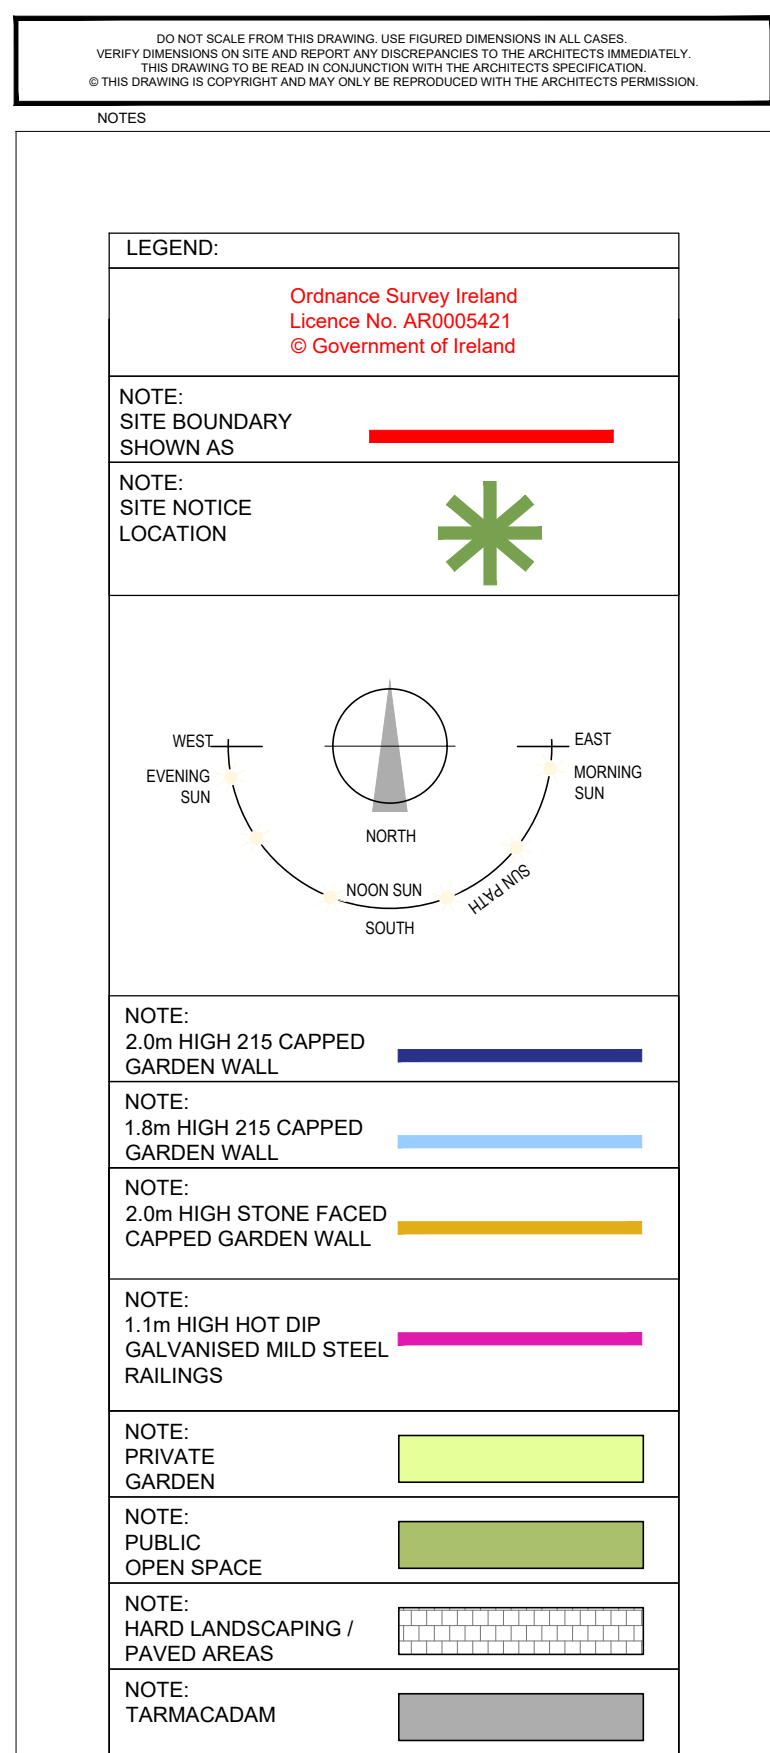 DO NOT SCALE FROM THIS DRAWING. USE FIGURED DIMENSIONS IN ALL CASES.
VERIFY DIMENSIONS ON SITE AND REPORT ANY DISCREPANCIES TO THE ARCHITECTS IMMEDIATELY.
THIS DRAWING TO BE READ IN CONJUNCTION WITH THE ARCHITECTS SPECIFICATION.
© THIS DRAWING IS COPYRIGHT AND MAY ONLY BE REPRODUCED WITH THE ARCHITECTS PERMISSION.
NOTES
LEGEND:
Ordnance Survey Ireland
Licence No. AR0005421
© Government of Ireland
NOTE:
SITE BOUNDARY
SHOWN AS
NOTE:
SITE NOTICE
LOCATION
WEST
EAST
EVENING
SUN
MORNING
SUN
NORTH
NOON SUN
SUN PATH
SOUTH
NOTE:
2.0m HIGH 215 CAPPED
GARDEN WALL
NOTE:
1.8m HIGH 215 CAPPED
GARDEN WALL
NOTE:
2.0m HIGH STONE FACED
CAPPED GARDEN WALL
NOTE:
1.1m HIGH HOT DIP
GALVANISED MILD STEEL
RAILINGS
NOTE:
PRIVATE
GARDEN
NOTE:
PUBLIC
OPEN SPACE
NOTE:
HARD LANDSCAPING /
PAVED AREAS
NOTE:
TARMACADAM